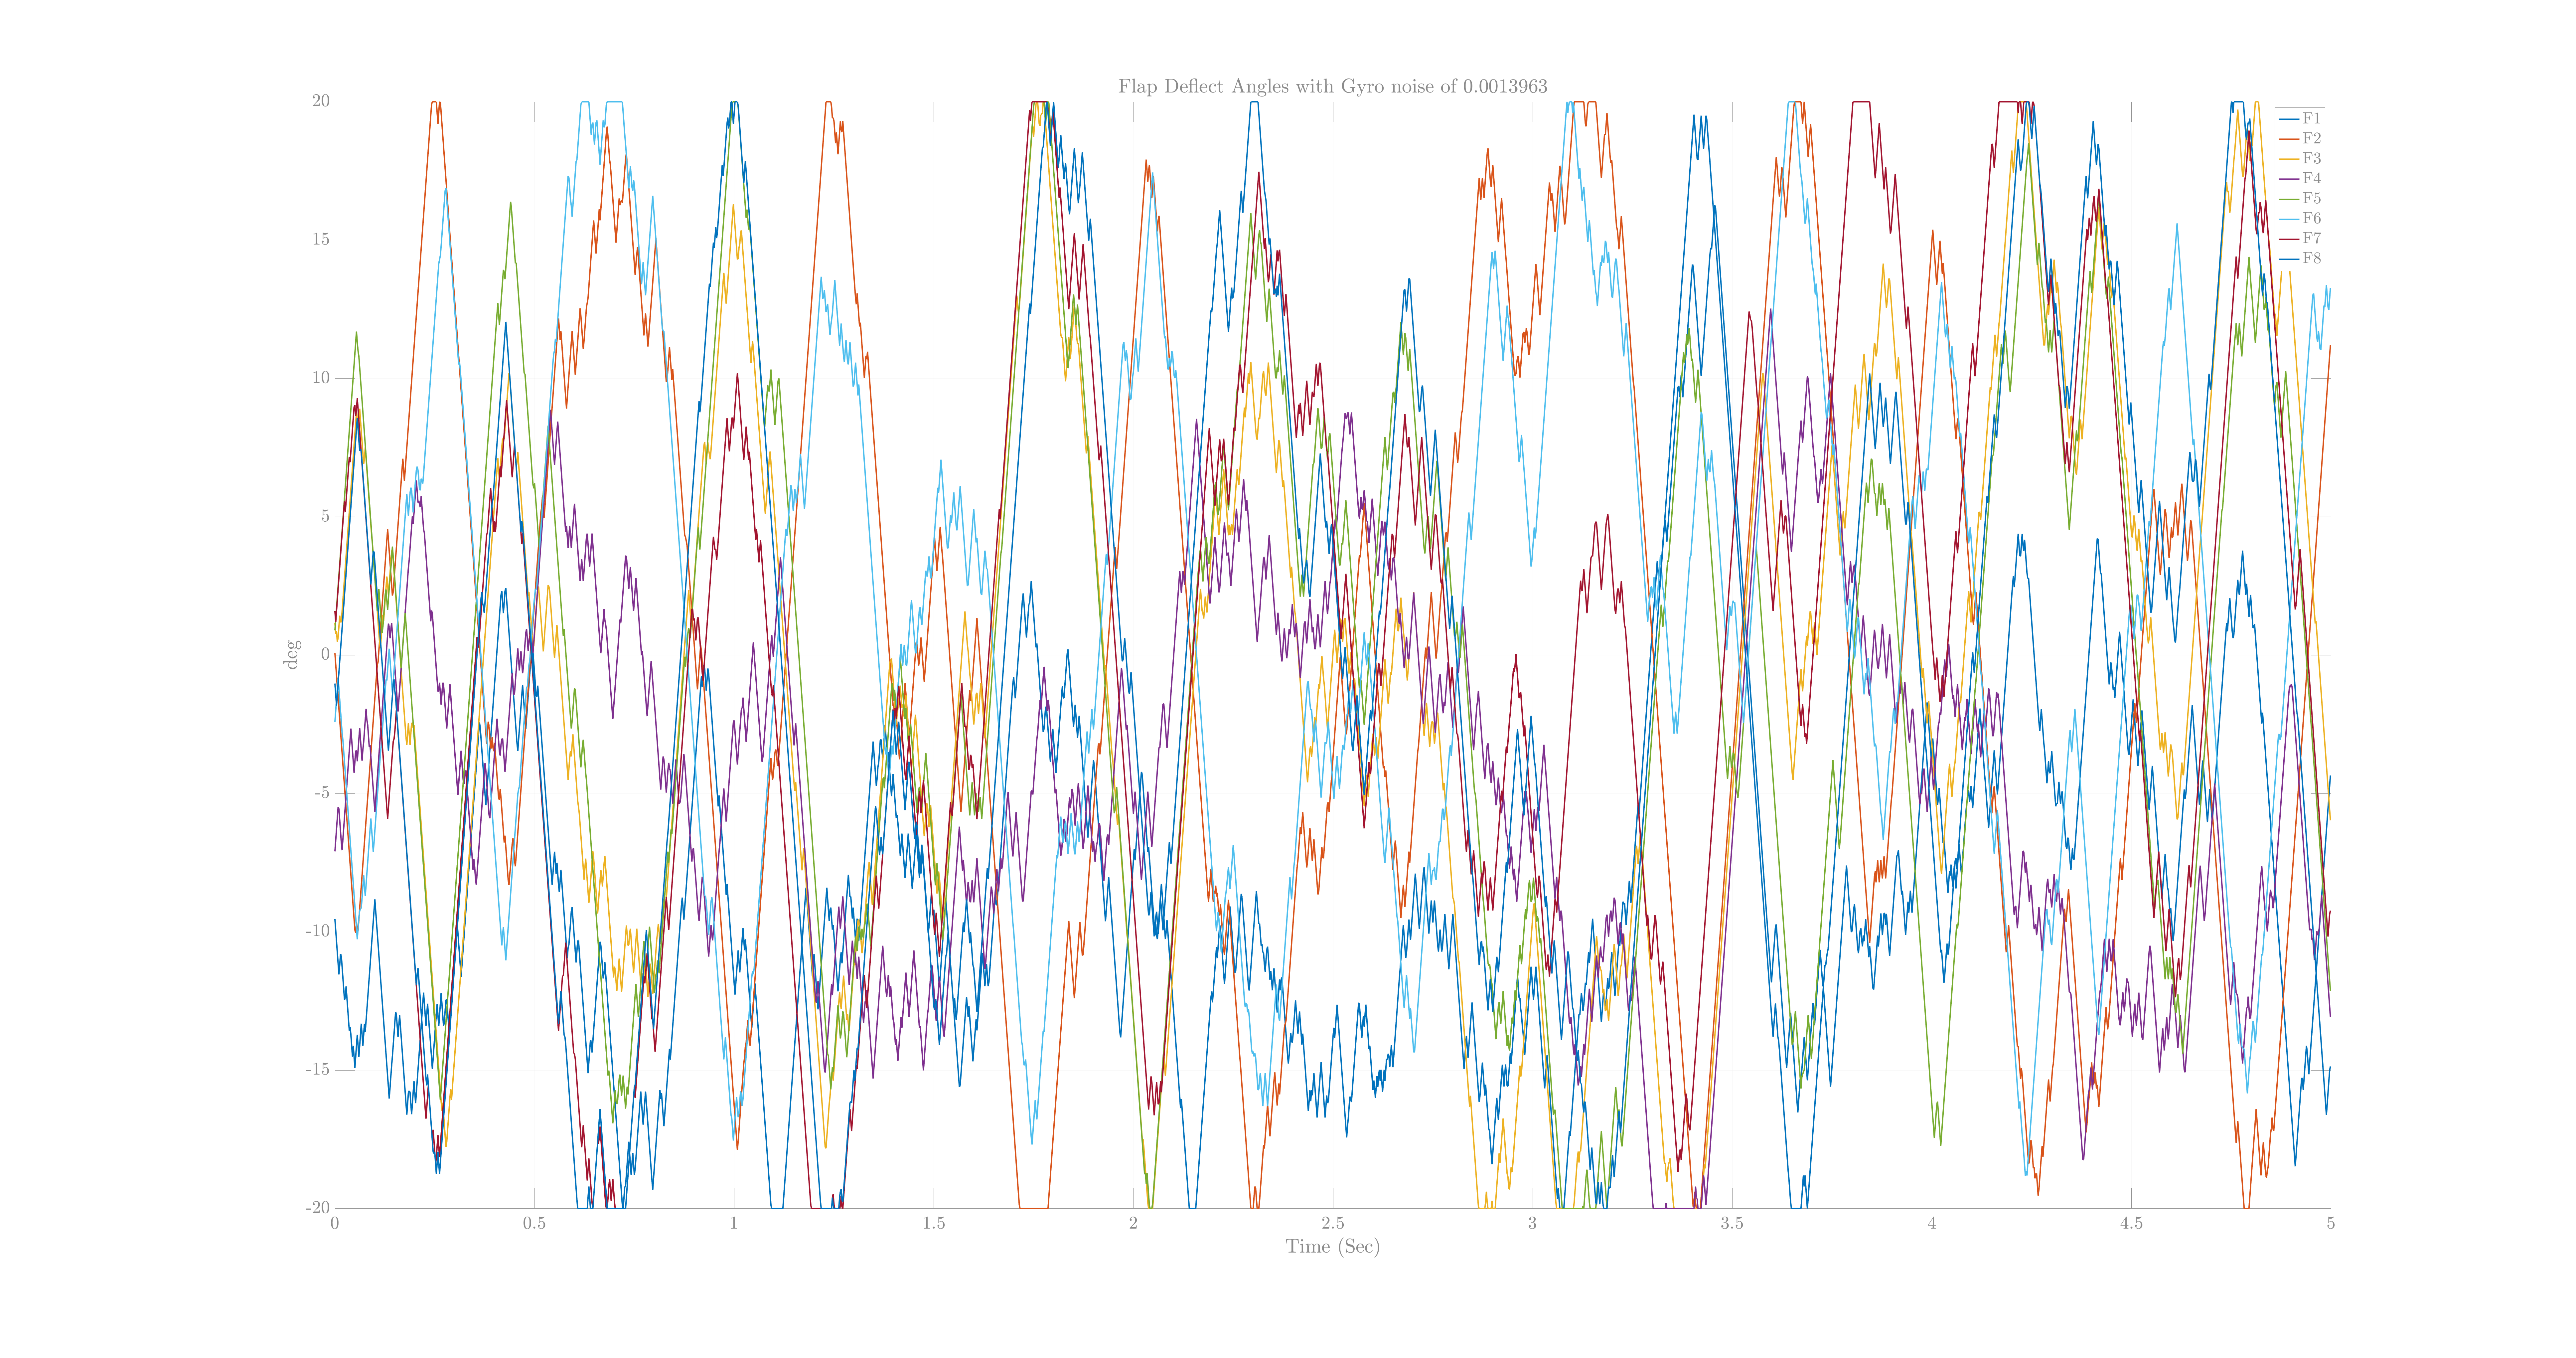 Flap Deflect Angles with Gyro noise of 0.0013963
20
15
10
5
0
-5
-10
-15
-20
deg
0 0.5 1 1.5 2 2.5 3 3.5 4 4.5 5
Time (Sec)
F1
F2
F3
F4
F5
F6
F7
F8